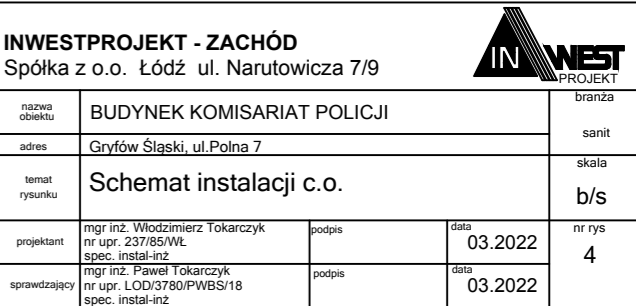 INWESTPROJEKT - ZACHÓD
Spółka z o.o. Łódź ul. Narutowicza 7/9
IN WEST
PROJEKT
nazwa
obiektu
BUDYNEK KOMISARIAT POLICJI
branża
sanit
adres
Gryfów Śląski, ul.Polna 7
temat
rysunku
Schemat instalacji c.o.
skala
b/s
projektant
mgr inż. Włodzimierz Tokarczyk
nr upr. 237/85/WŁ
spec. instal-inż
podpis
data
03.2022
nr rys
4
sprawdzający
mgr inż. Paweł Tokarczyk
nr upr. LOD/3780/PWBS/18
spec. instal-inż
podpis
data
03.2022